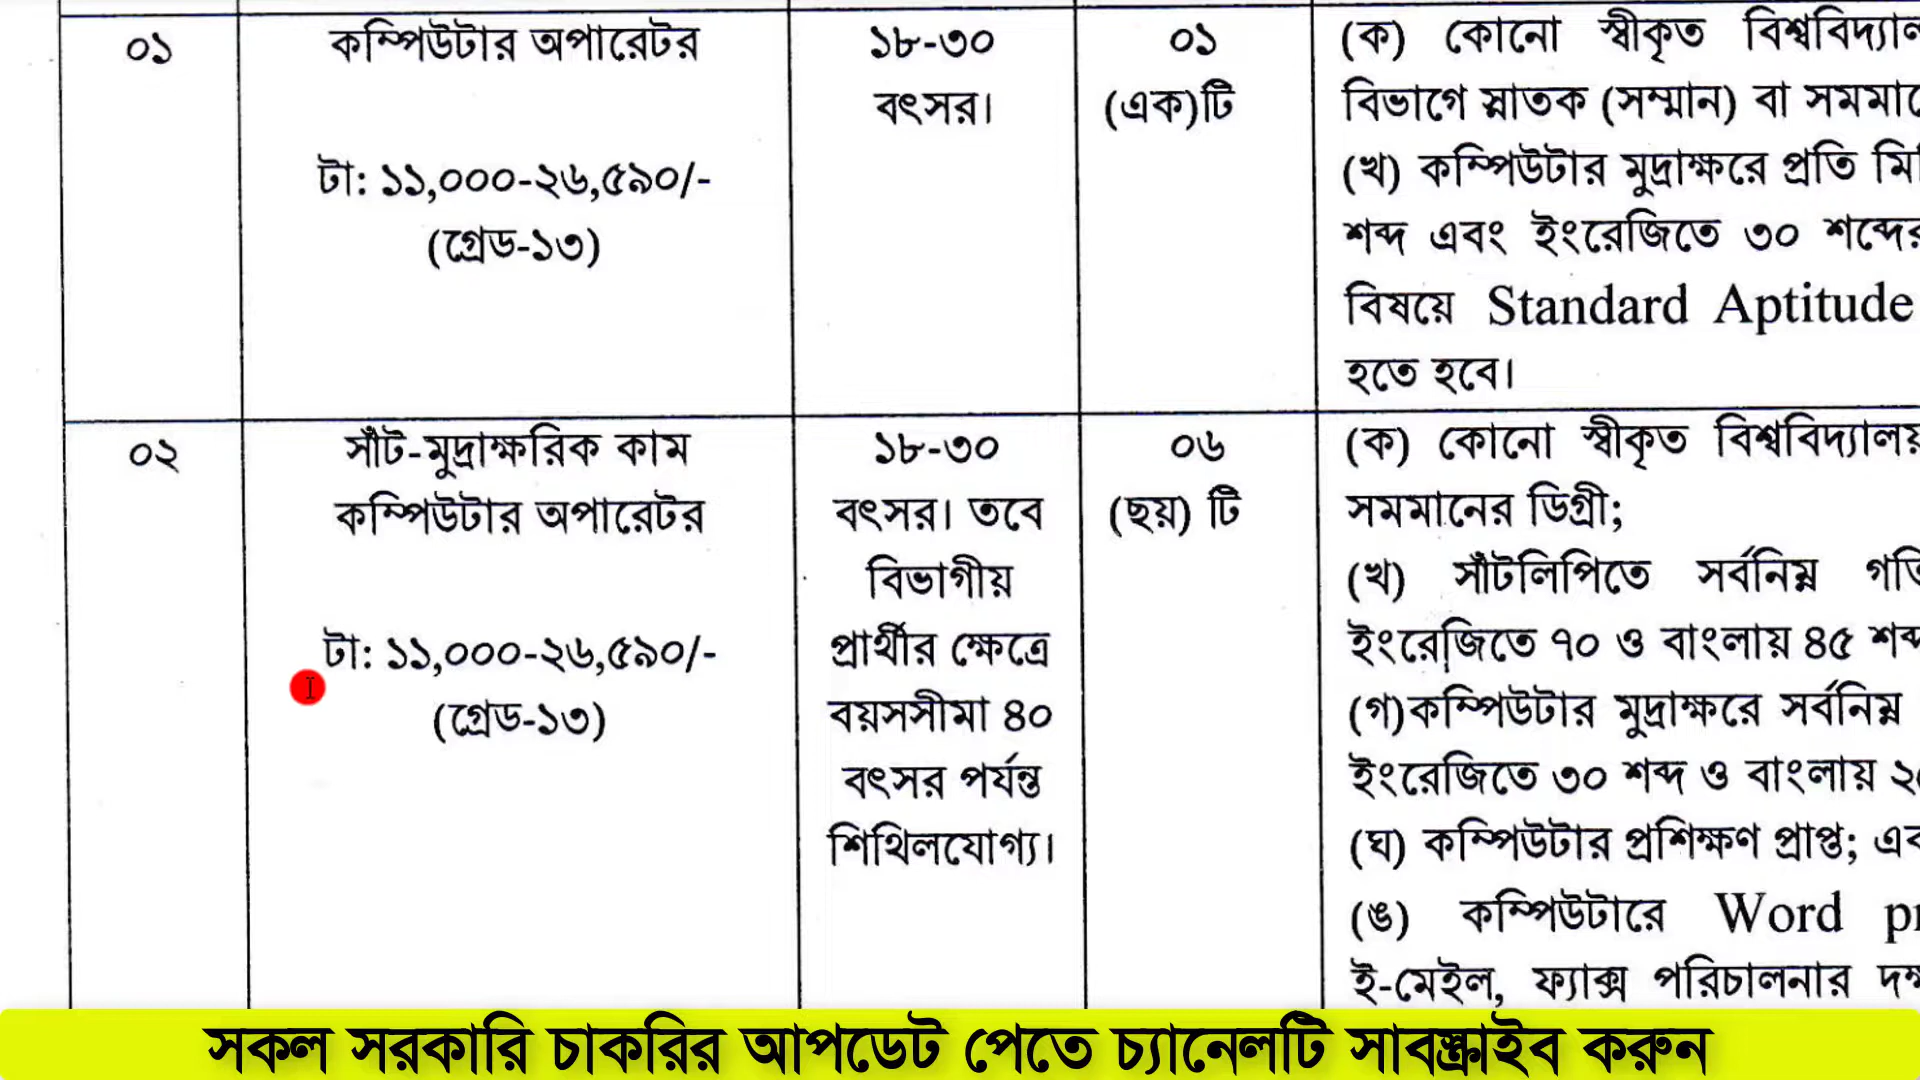 ০১
কম্পিউটার অপারেটর
টা: ১১,০০০-২৬,৫৯০/-
(গ্রেড-১৩)
১৮-৩০
বৎসর।
০১
(এক)টি
(ক) কোনো স্বীকৃত
বিভাগে স্নাতক (সম্মান) বা
(খ) কম্পিউটার মুদ্রাক্ষরে প্রতি
শব্দ এবং ইংরেজিতে ৩০
বিষয়ে Standard Aptitude
হতে হবে।
০২
সাঁট-মুদ্রাক্ষরিক কাম
কম্পিউটার অপারেটর
টা: ১১,০০০-২৬,৫৯০/-
(গ্রেড-১৩)
১৮-৩০
বৎসর। তবে
বিভাগীয়
প্রার্থীর ক্ষেত্রে
বয়সসীমা ৪০
বৎসর পর্যন্ত
শিথিলযোগ্য।
০৬
(ছয়) টি
(ক) কোনো স্বীকৃত বিশ্ববিদ্যালয়
সমমানের ডিগ্রী;
(খ) সাঁটলিপিতে সর্বনিম্ন
ইংরেজিতে ৭০ ও বাংলায় ৪৫
(গ)কম্পিউটার মুদ্রাক্ষরে সর্বনিম্ন
ইংরেজিতে ৩০ শব্দ ও বাংলায়
(ঘ) কম্পিউটার প্রশিক্ষণ প্রাপ্ত;
(ঙ) কম্পিউটারে Word
ই-মেইল, ফ্যাক্স পরিচালনার
সকল সরকারি চাকরির আপডেট পেতে চ্যানেলটি সাবস্ক্রাইব করুন